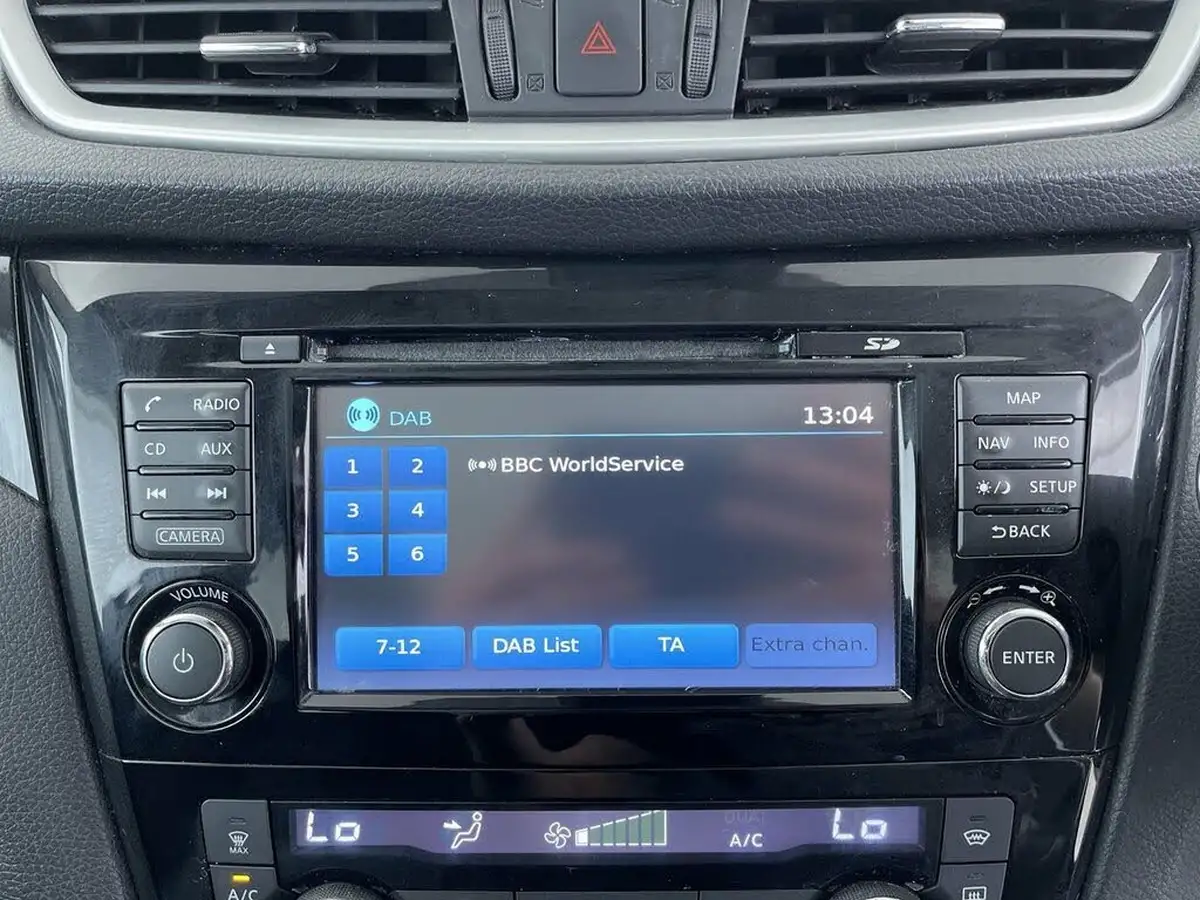 SD
RADIO
CD AUX
CAMERA
VOLUME
DAB
13:04
1 2
BBC WorldService
3 4
5 6
7-12
DAB List
TA
Extra chan.
MAP
NAV INFO
SETUP
BACK
ENTER
MAX
A/C
Lo
DUAL
A/C
Lo